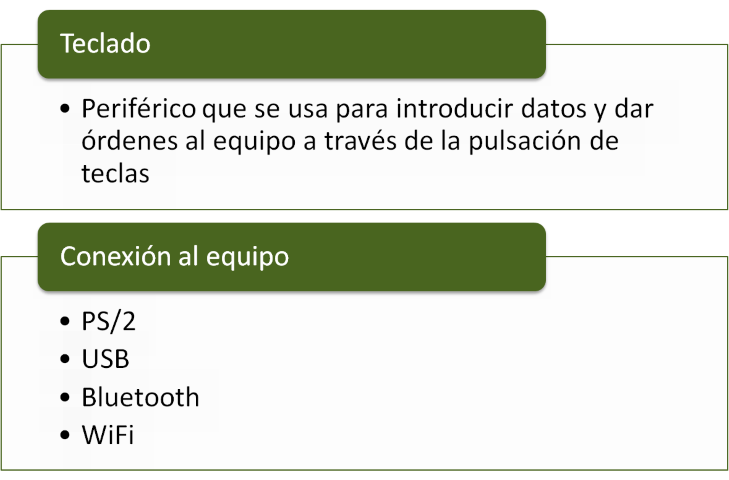 Teclado
• Periférico que se usa para introducir datos y dar
órdenes al equipo a través de la pulsación de
teclas
Conexión al equipo
• PS/2
• USB
• Bluetooth
• WiFi